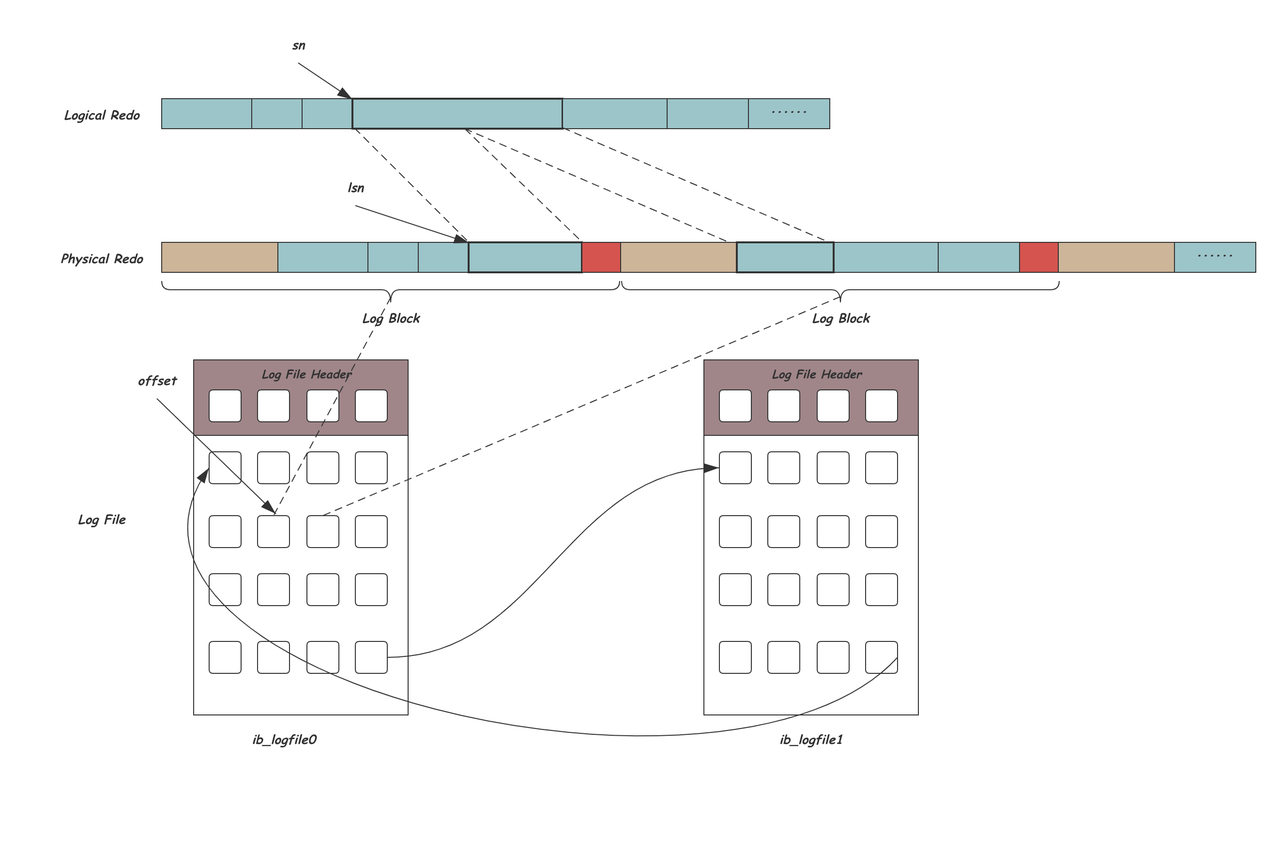 sn
Logical Redo
......
lsn
Physical Redo
......
Log Block
Log Block
Log File Header
Log File Header
offset
Log File
ib_logfile0
ib_logfile1